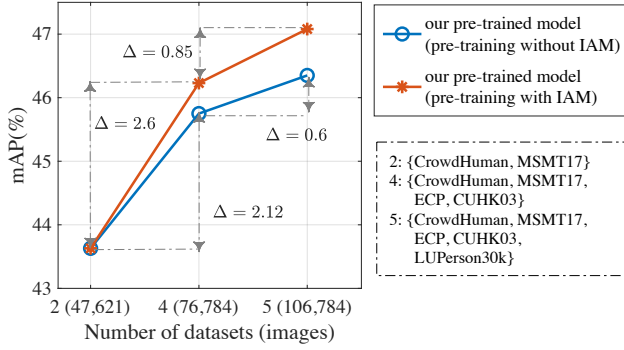 47
46
45
44
43
mAP(%)
Δ = 0.85
Δ = 2.6
Δ = 0.6
Δ = 2.12
2 (47,621)
4 (76,784)
5 (106,784)
Number of datasets (images)
our pre-trained model
(pre-training without IAM)
our pre-trained model
(pre-training with IAM)
2: {CrowdHuman, MSMT17}
4: {CrowdHuman, MSMT17,
ECP, CUHK03}
5: {CrowdHuman, MSMT17,
ECP, CUHK03,
LUPerson30k}